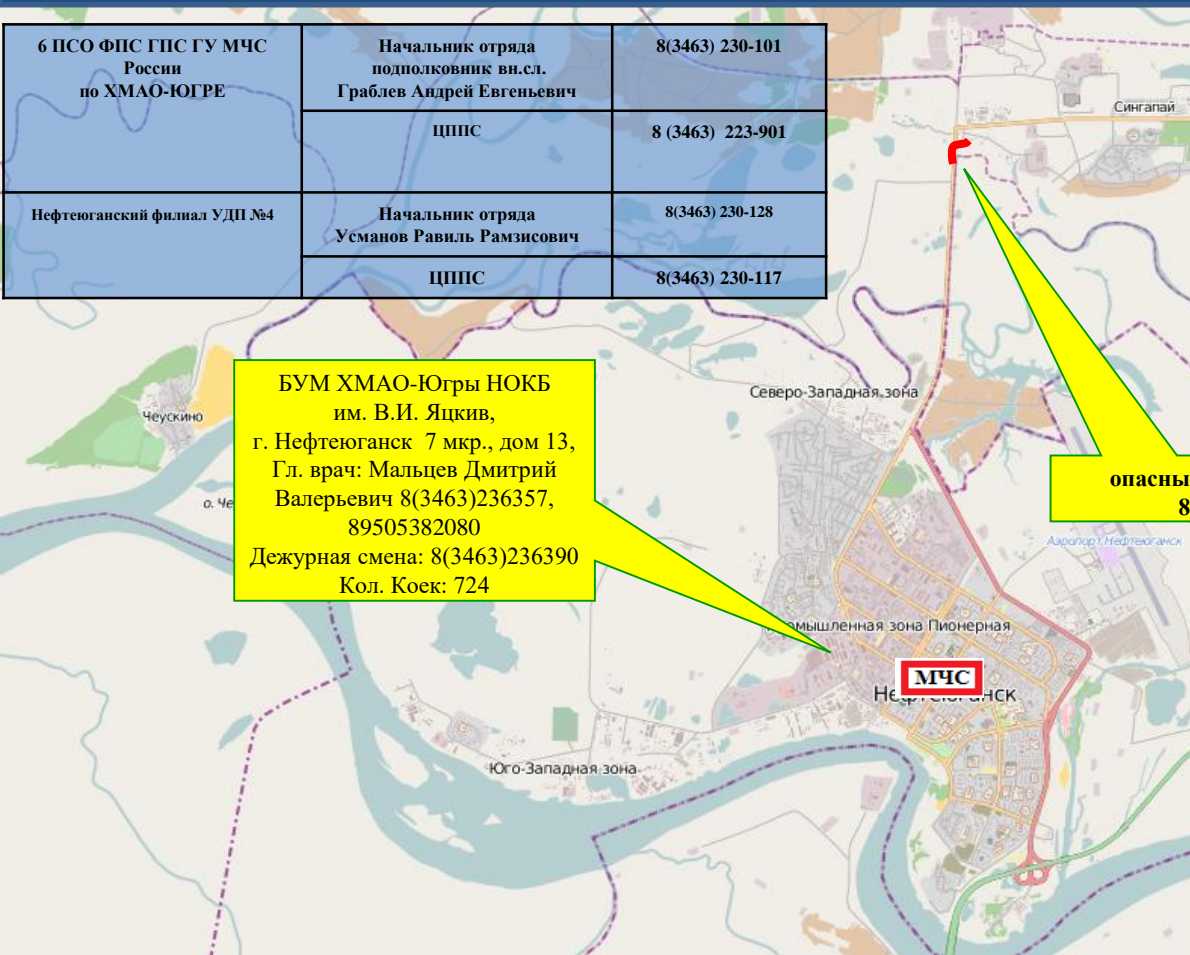 6 ПСО ФПС ГПС ГУ МЧС
России
по ХМАО-ЮГРЕ
Начальник отряда
подполковник вн.сл.
Граблев Андрей Евгеньевич
8(3463) 230-101
ЦППС
8 (3463) 223-901
Нефтеюганский филиал УДП №4
Начальник отряда
Усманов Равиль Рамзисович
8(3463) 230-128
ЦППС
8(3463) 230-117
Сингапай
БУМ ХМАО-Югры НОКБ
им. В.И. Яцкив,
г. Нефтеюганск 7 мкр., дом 13,
Гл. врач: Мальцев Дмитрий
Валерьевич 8(3463)236357,
89505382080
Дежурная смена: 8(3463)236390
Кол. Коек: 724
Чеускино
о. Че
Северо-Западная зона
опасны
8
Аэропорт Нефтеюганск
омышленная зона Пионерная
МЧС
Юго-Западная зона